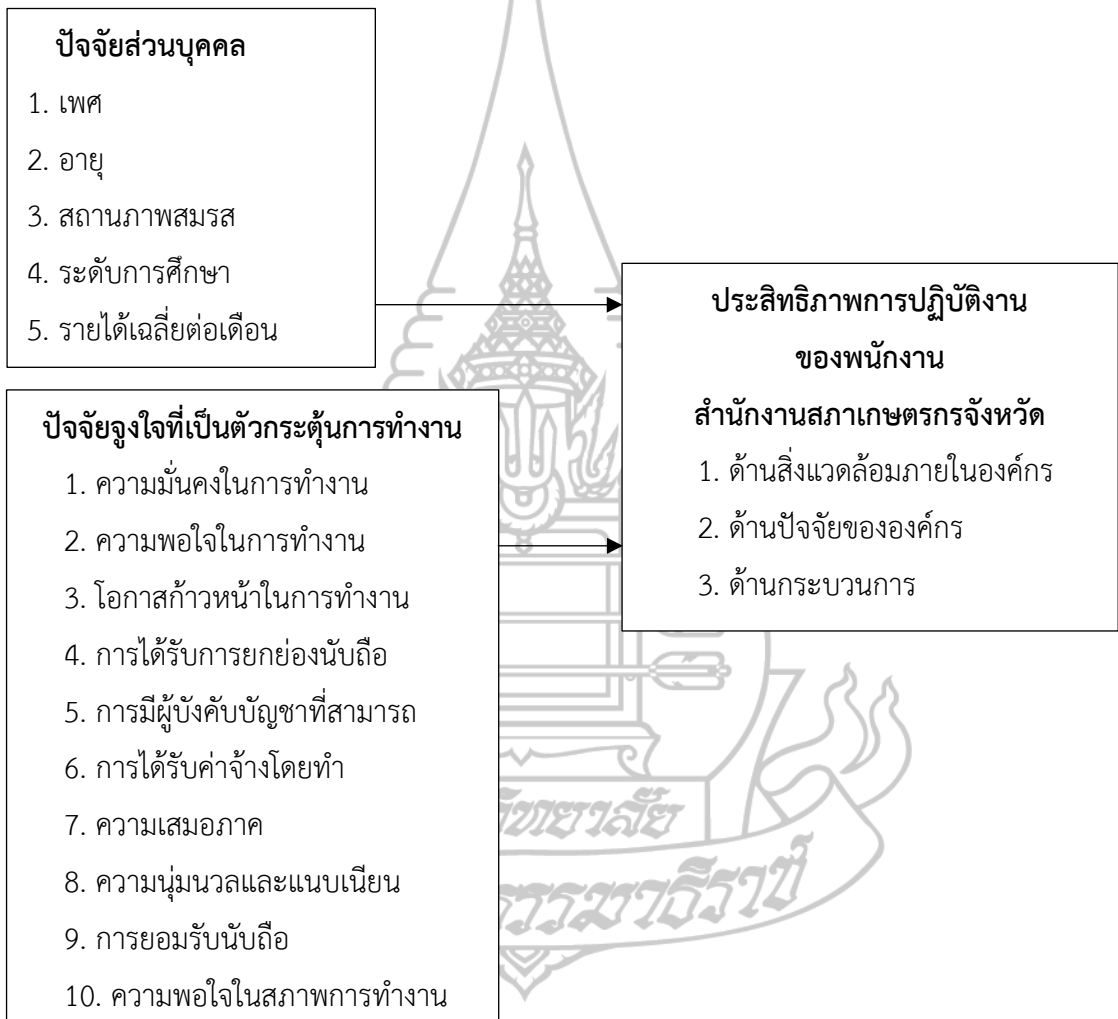 ปัจจัยส่วนบุคคล
1. เพศ
2. อายุ
3. สถานภาพสมรส
4. ระดับการศึกษา
5. รายได้เฉลี่ยต่อเดือน
ปัจจัยจูงใจที่เป็นตัวกระตุ้นการทำงาน
1. ความมั่นคงในการทำงาน
2. ความพอใจในการทำงาน
3. โอกาสก้าวหน้าในการทำงาน
4. การได้รับการยกย่องนับถือ
5. การมีผู้บังคับบัญชาที่สามารถ
6. การได้รับค่าจ้างโดยทำ
7. ความเสมอภาค
8. ความนุ่มนวลและแนบเนียน
9. การยอมรับนับถือ
10. ความพอใจในสภาพการทำงาน
ประสิทธิภาพการปฏิบัติงาน
ของพนักงาน
สำนักงานสภาเกษตรกรจังหวัด
1. ด้านสิ่งแวดล้อมภายในองค์กร
2. ด้านปัจจัยขององค์กร
3. ด้านกระบวนการ